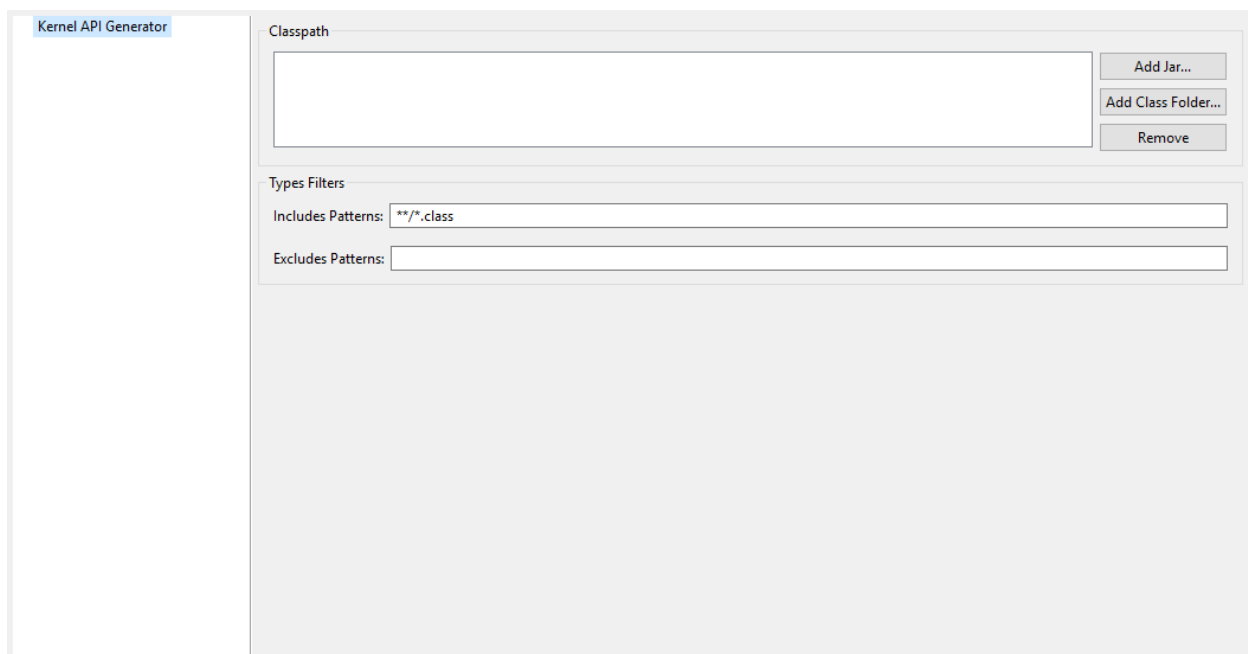 Kernel API Generator
Classpath
Add Jar...
Add Class Folder...
Remove
Types Filters
Includes Patterns: **/*.class
Excludes Patterns: